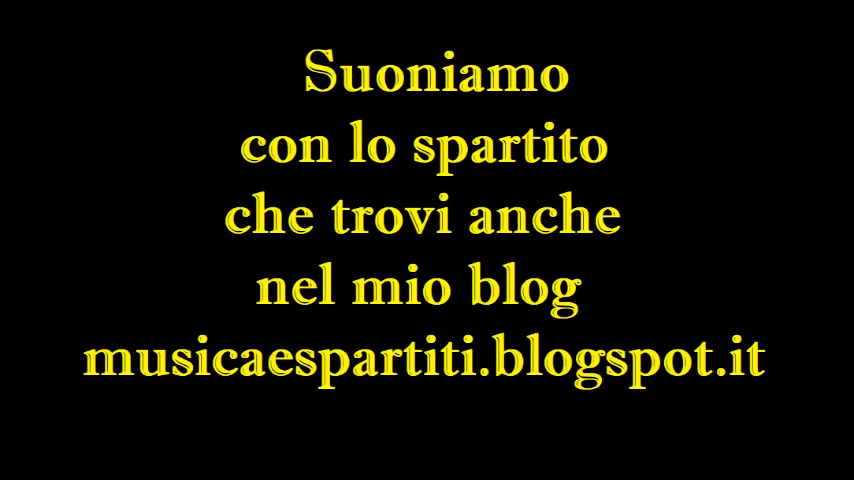 Suoniamo
con lo spartito
che trovi anche
nel mio blog
musicaespartiti.blogspot.it